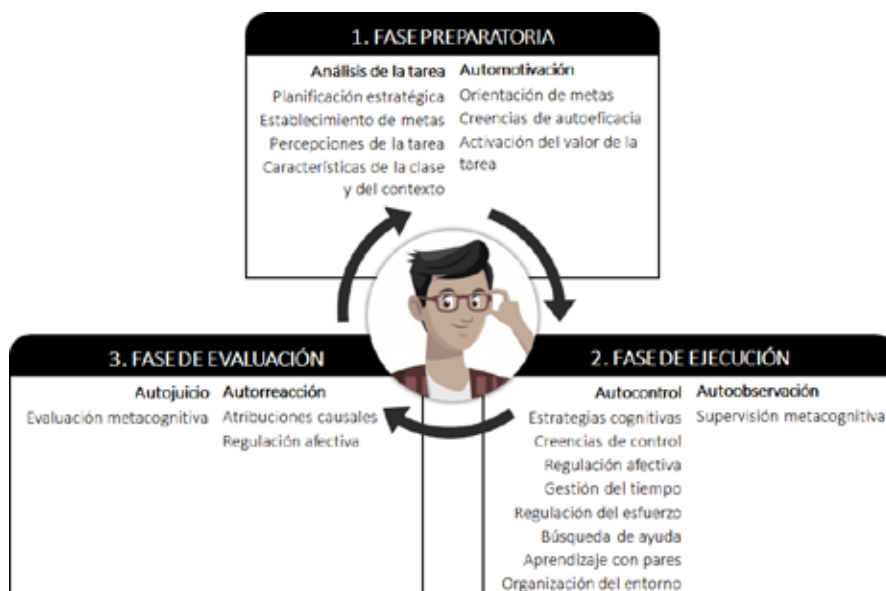 1. FASE PREPARATORIA
Análisis de la tarea
Planificación estratégica
Establecimiento de metas
Percepciones de la tarea
Características de la clase
y del contexto
Automotivación
Orientación de metas
Creencias de autoeficacia
Activación del valor de la
tarea
3. FASE DE EVALUACIÓN
Autojuicio
Evaluación metacognitiva
Autorreacción
Atribuciones causales
Regulación afectiva
2. FASE DE EJECUCIÓN
Autocontrol
Estrategias cognitivas
Creencias de control
Regulación afectiva
Gestión del tiempo
Regulación del esfuerzo
Búsqueda de ayuda
Aprendizaje con pares
Organización del entorno
Autoobservación
Supervisión metacognitiva